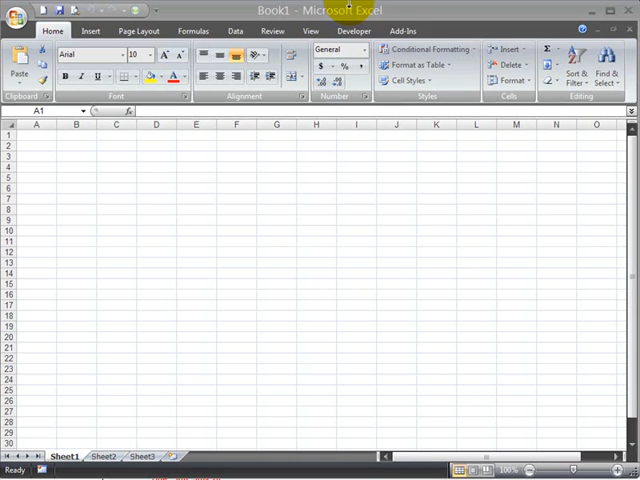 Book1 - Microsoft Excel
Home Insert Page Layout Formulas Data Review View Developer Add-Ins
Paste
Arial 10
B I U
General
$ % ,
Conditional Formatting
Format as Table
Cell Styles
Insert
Delete
Format
Σ
Sort & Filter
Find & Select
Clipboard Font Alignment Number Styles Cells Editing
A1 fx
A B C D E F G H I J K L M N O
1
2
3
4
5
6
7
8
9
10
11
12
13
14
15
16
17
18
19
20
21
22
23
24
25
26
27
28
29
30
Sheet1 Sheet2 Sheet3
Ready 100%